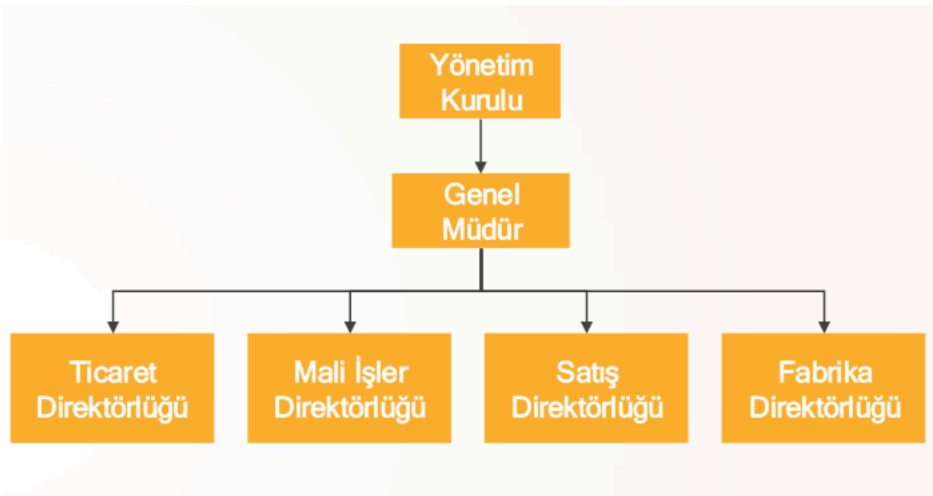 Yönetim
Kurulu
Genel
Müdür
Ticaret
Direktörlüğü
Mali İşler
Direktörlüğü
Satış
Direktörlüğü
Fabrika
Direktörlüğü